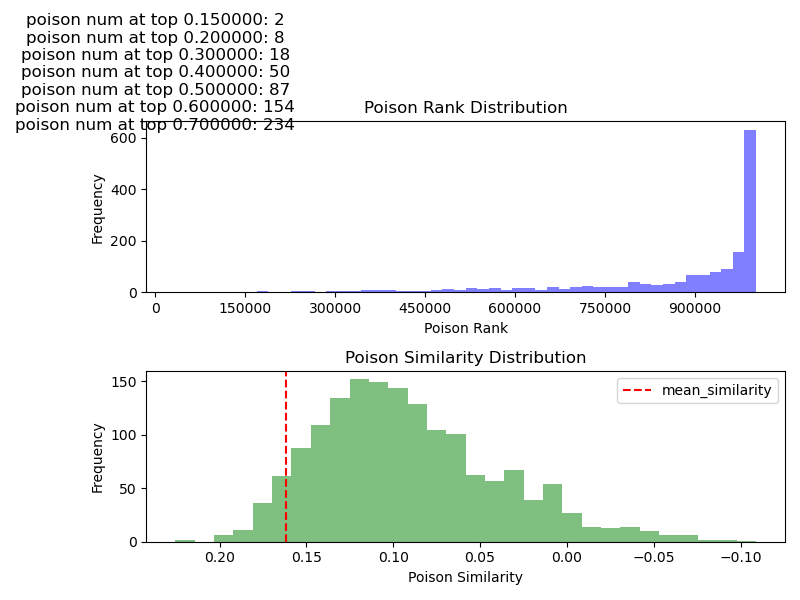 poison num at top 0.150000: 2
poison num at top 0.200000: 8
poison num at top 0.300000: 18
poison num at top 0.400000: 50
poison num at top 0.500000: 87
poison num at top 0.600000: 154
poison num at top 0.700000: 234
Poison Rank Distribution
600
400
200
0
Frequency
0 150000 300000 450000 600000 750000 900000
Poison Rank
Poison Similarity Distribution
150
100
50
0
Frequency
mean_similarity
0.20 0.15 0.10 0.05 0.00 −0.05 −0.10
Poison Similarity